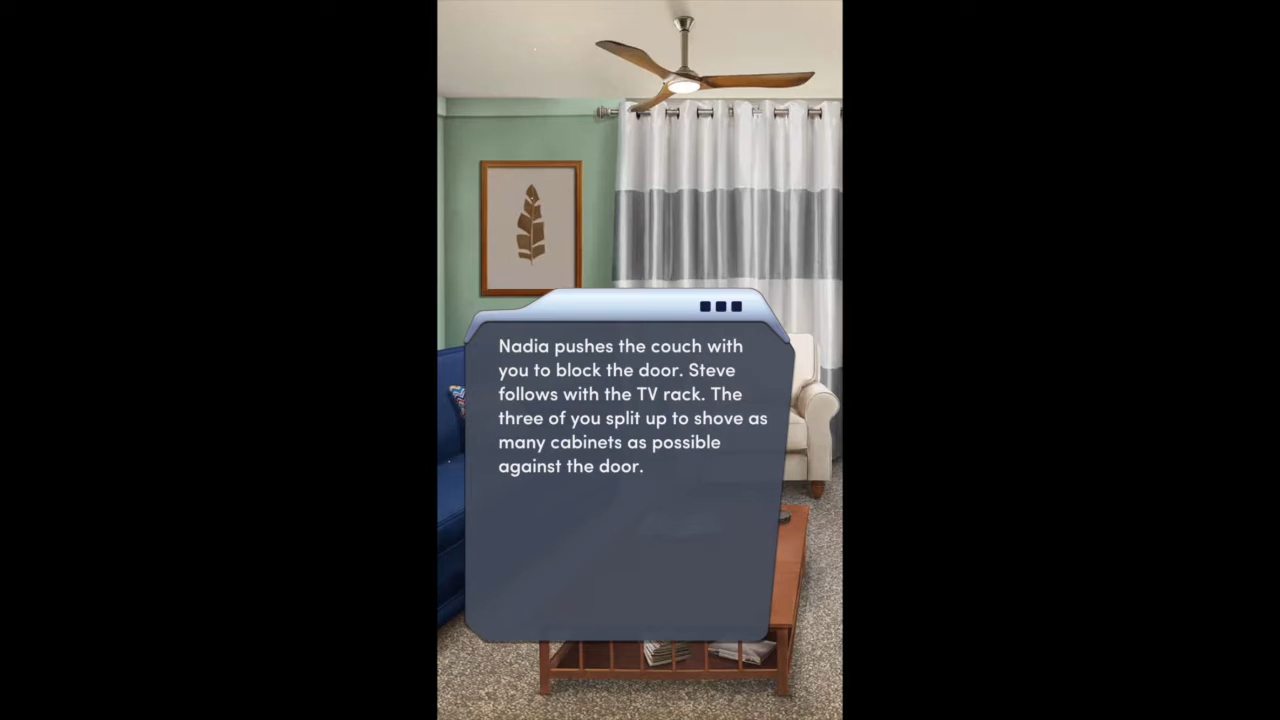 Nadia pushes the couch with
you to block the door. Steve
follows with the TV rack. The
three of you split up to shove as
many cabinets as possible
against the door.